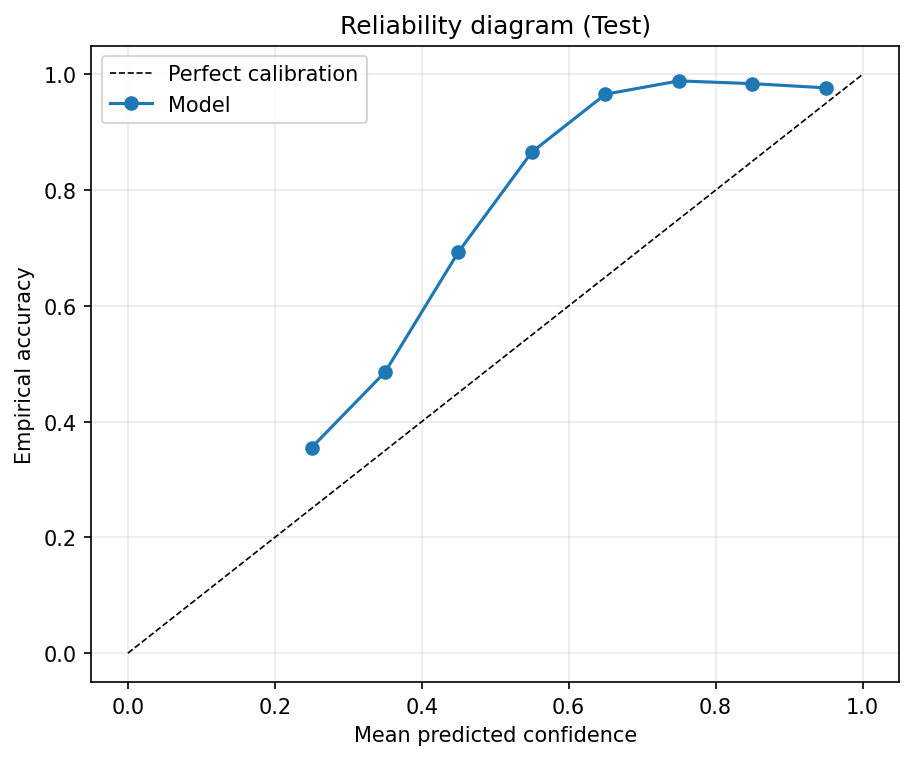 Reliability diagram (Test)
Perfect calibration
Model
1.0
0.8
0.6
0.4
0.2
0.0
Empirical accuracy
0.0 0.2 0.4 0.6 0.8 1.0
Mean predicted confidence